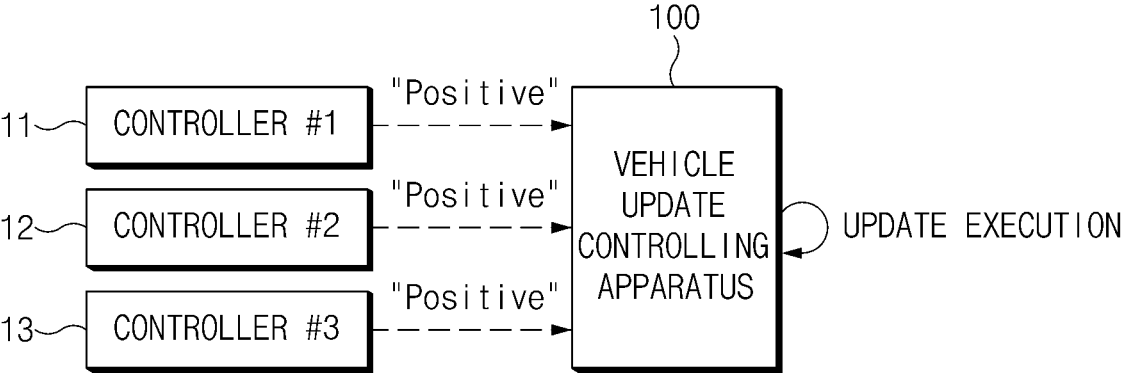 100
11
CONTROLLER #1
"Positive"
12
CONTROLLER #2
"Positive"
13
CONTROLLER #3
"Positive"
VEHICLE
UPDATE
CONTROLLING
APPARATUS
UPDATE EXECUTION